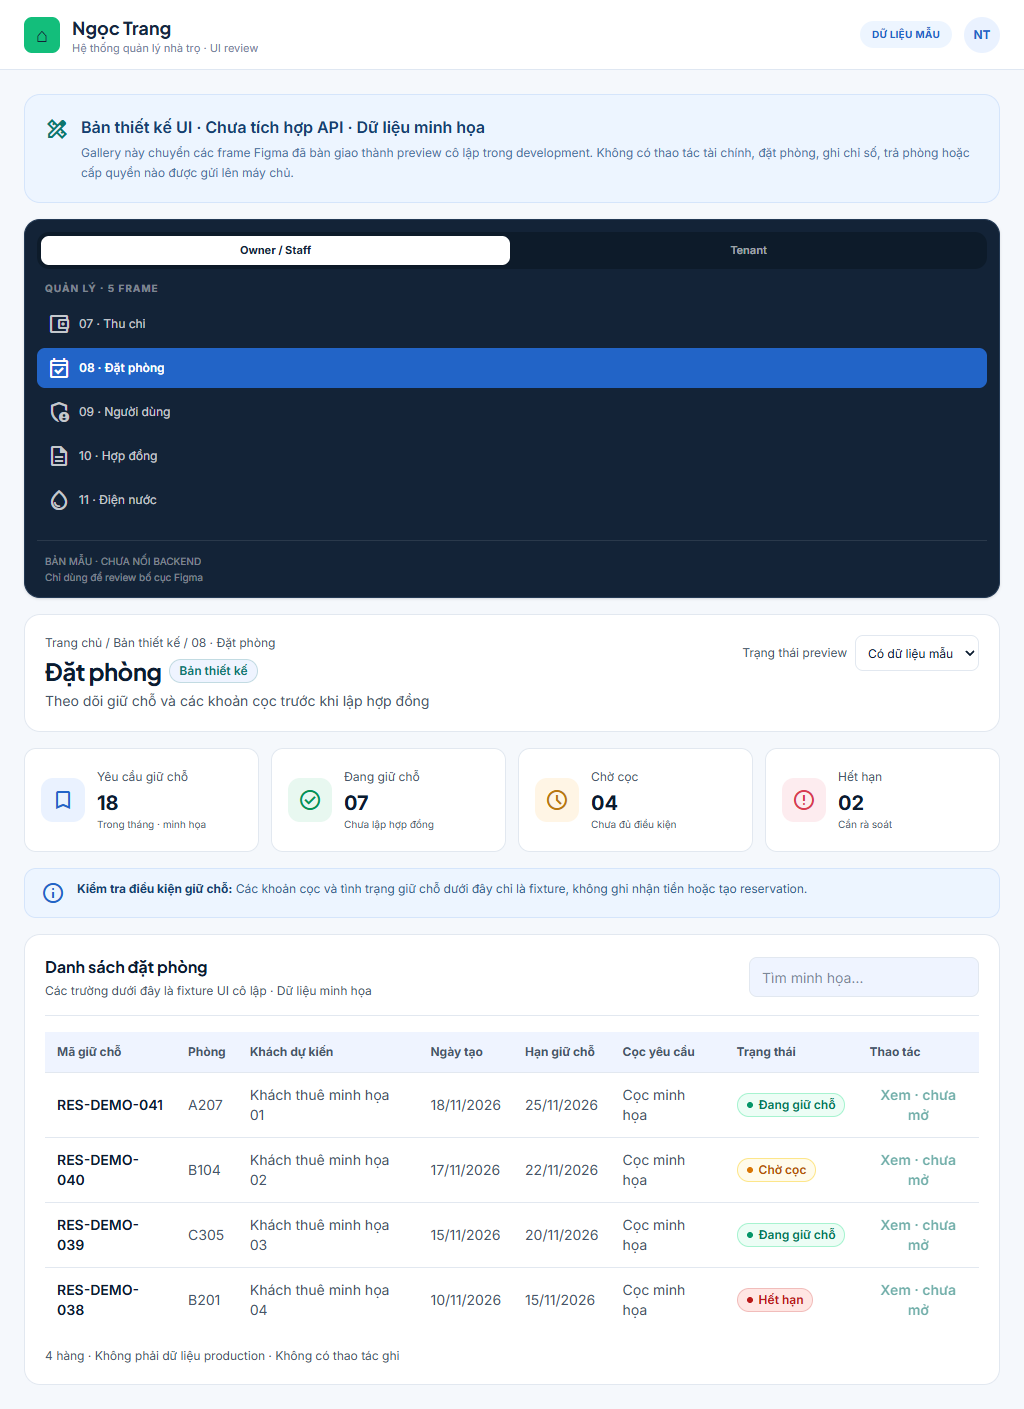 Ngọc Trang
Hệ thống quản lý nhà trọ · UI review
DỮ LIỆU MẪU
NT
Bản thiết kế UI · Chưa tích hợp API · Dữ liệu minh họa
Gallery này chuyển các frame Figma đã bàn giao thành preview cô lập trong development. Không có thao tác tài chính, đặt phòng, ghi chỉ số, trả phòng hoặc
cấp quyền nào được gửi lên máy chủ.
Owner / Staff
Tenant
QUẢN LÝ · 5 FRAME
07 · Thu chi
08 · Đặt phòng
09 · Người dùng
10 · Hợp đồng
11 · Điện nước
BẢN MẪU · CHƯA NỐI BACKEND
Chỉ dùng để review bố cục Figma
Trang chủ / Bản thiết kế / 08 · Đặt phòng
Đặt phòng
Bản thiết kế
Theo dõi giữ chỗ và các khoản cọc trước khi lập hợp đồng
Trạng thái preview
Có dữ liệu mẫu
Yêu cầu giữ chỗ
18
Trong tháng · minh họa
Đang giữ chỗ
07
Chưa lập hợp đồng
Chờ cọc
04
Chưa đủ điều kiện
Hết hạn
02
Cần rà soát
Kiểm tra điều kiện giữ chỗ: Các khoản cọc và tình trạng giữ chỗ dưới đây chỉ là fixture, không ghi nhận tiền hoặc tạo reservation.
Danh sách đặt phòng
Các trường dưới đây là fixture UI cô lập · Dữ liệu minh họa
Tìm minh họa...
Mã giữ chỗ Phòng Khách dự kiến Ngày tạo Hạn giữ chỗ Cọc yêu cầu Trạng thái Thao tác
RES-DEMO-041 A207 Khách thuê minh họa 18/11/2026 25/11/2026 Cọc minh Đang giữ chỗ Xem · chưa
01 họa mở
RES-DEMO- B104 Khách thuê minh họa 17/11/2026 22/11/2026 Cọc minh Chờ cọc Xem · chưa
040 02 họa mở
RES-DEMO- C305 Khách thuê minh họa 15/11/2026 20/11/2026 Cọc minh Đang giữ chỗ Xem · chưa
039 03 họa mở
RES-DEMO- B201 Khách thuê minh họa 10/11/2026 15/11/2026 Cọc minh Hết hạn Xem · chưa
038 04 họa mở
4 hàng · Không phải dữ liệu production · Không có thao tác ghi